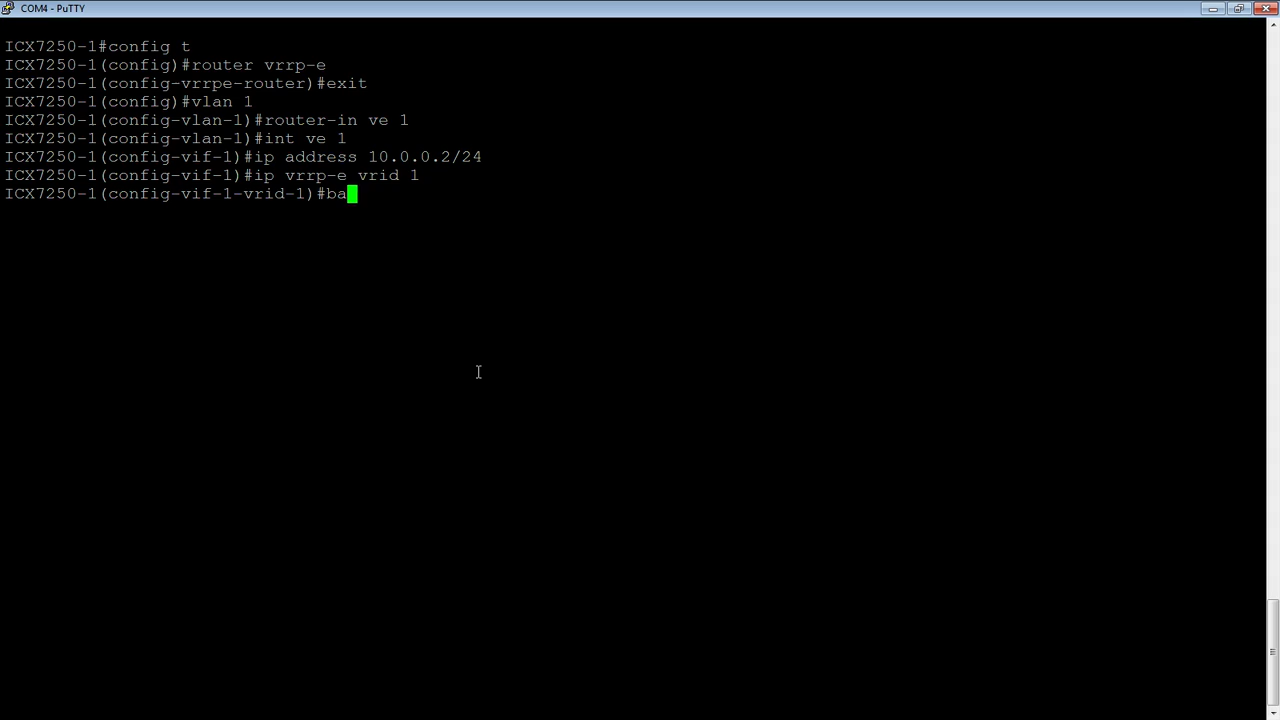 COM4 - PuTTY
ICX7250-1#config t
ICX7250-1(config)#router vrrp-e
ICX7250-1(config-vrrpe-router)#exit
ICX7250-1(config)#vlan 1
ICX7250-1(config-vlan-1)#router-in ve 1
ICX7250-1(config-vlan-1)#int ve 1
ICX7250-1(config-vif-1)#ip address 10.0.0.2/24
ICX7250-1(config-vif-1)#ip vrrp-e vrid 1
ICX7250-1(config-vif-1-vrid-1)#ba